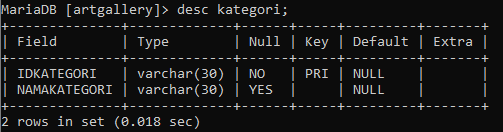 MariaDB [artgallery]> desc kategori;
+--------------+-------------+------+-----+---------+-------+
| Field        | Type        | Null | Key | Default | Extra |
+--------------+-------------+------+-----+---------+-------+
| IDKATEGORI   | varchar(30) | NO   | PRI | NULL    |       |
| NAMAKATEGORI | varchar(30) | YES  |     | NULL    |       |
+--------------+-------------+------+-----+---------+-------+
2 rows in set (0.018 sec)